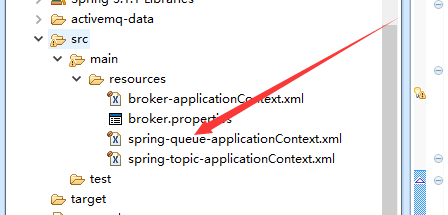 Spring 3.1.1 Libraries
activemq-data
src
main
resources
broker-applicationContext.xml
broker.properties
spring-queue-applicationContext.xml
spring-topic-applicationContext.xml
test
target